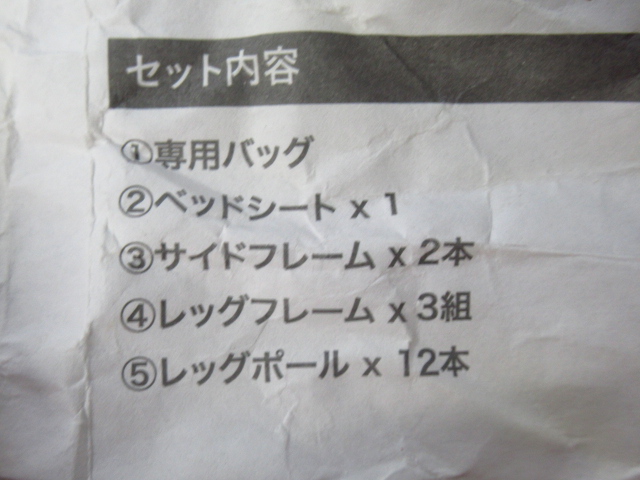 セット内容
①専用バッグ
②ベッドシート x 1
③サイドフレーム x 2本
④レッグフレーム x 3組
⑤レッグポール x 12本